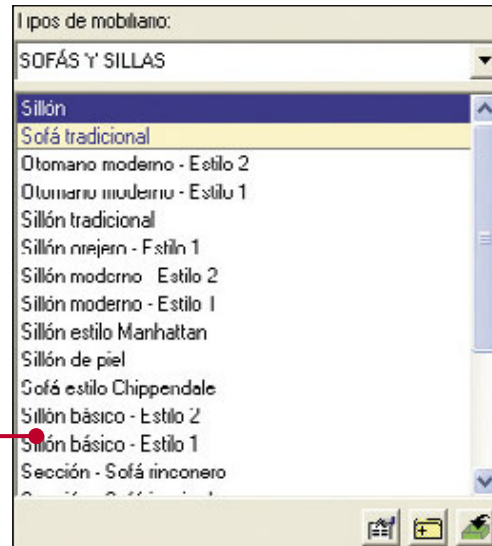 Tipos de mobiliario:
SOFÁS Y SILLAS
Sillón
Sofá tradicional
Otomano moderno - Estilo 2
Otomano moderno - Estilo 1
Sillón tradicional
Sillón orejero - Estilo 1
Sillón moderno - Estilo 2
Sillón moderno - Estilo 1
Sillón estilo Manhattan
Sillón de piel
Sofá estilo Chippendale
Sillón básico - Estilo 2
Sillón básico - Estilo 1
Sección - Sofá rinconero